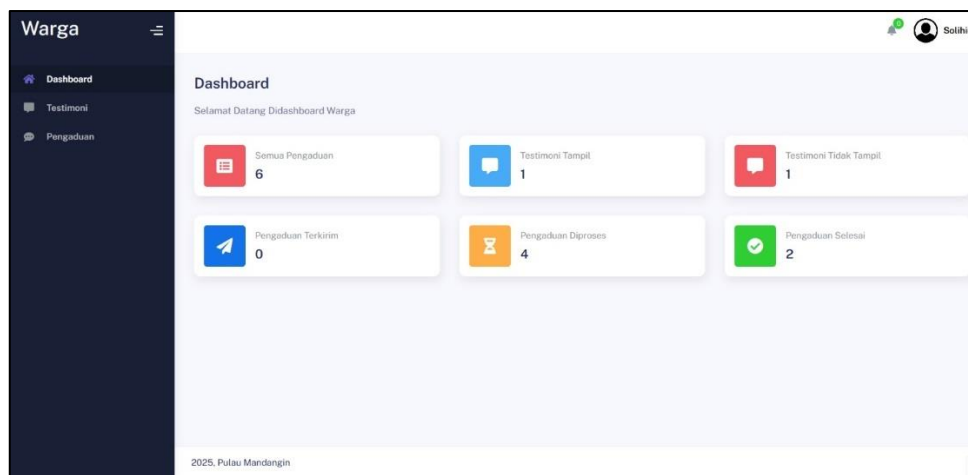 Warga
0
Solihi
Dashboard
Testimoni
Pengaduan
Dashboard
Selamat Datang Didashboard Warga
Semua Pengaduan
6
Testimoni Tampil
1
Testimoni Tidak Tampil
1
Pengaduan Terkirim
0
Pengaduan Diproses
4
Pengaduan Selesai
2
2025, Pulau Mandangin